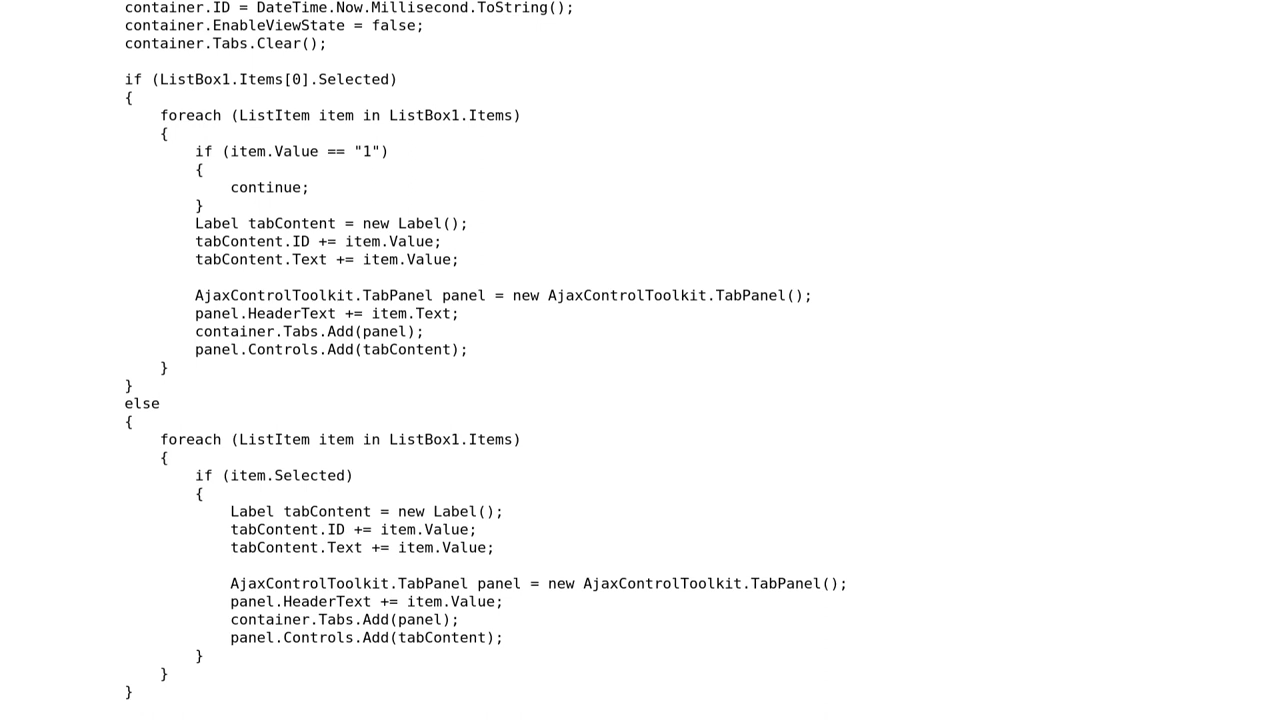 container.ID = DateTime.Now.Millisecond.ToString();
container.EnableViewState = false;
container.Tabs.Clear();

if (ListBox1.Items[0].Selected)
{
    foreach (ListItem item in ListBox1.Items)
    {
        if (item.Value == "1")
        {
            continue;
        }
        Label tabContent = new Label();
        tabContent.ID += item.Value;
        tabContent.Text += item.Value;

        AjaxControlToolkit.TabPanel panel = new AjaxControlToolkit.TabPanel();
        panel.HeaderText += item.Text;
        container.Tabs.Add(panel);
        panel.Controls.Add(tabContent);
    }
}
else
{
    foreach (ListItem item in ListBox1.Items)
    {
        if (item.Selected)
        {
            Label tabContent = new Label();
            tabContent.ID += item.Value;
            tabContent.Text += item.Value;

            AjaxControlToolkit.TabPanel panel = new AjaxControlToolkit.TabPanel();
            panel.HeaderText += item.Value;
            container.Tabs.Add(panel);
            panel.Controls.Add(tabContent);
        }
    }
}